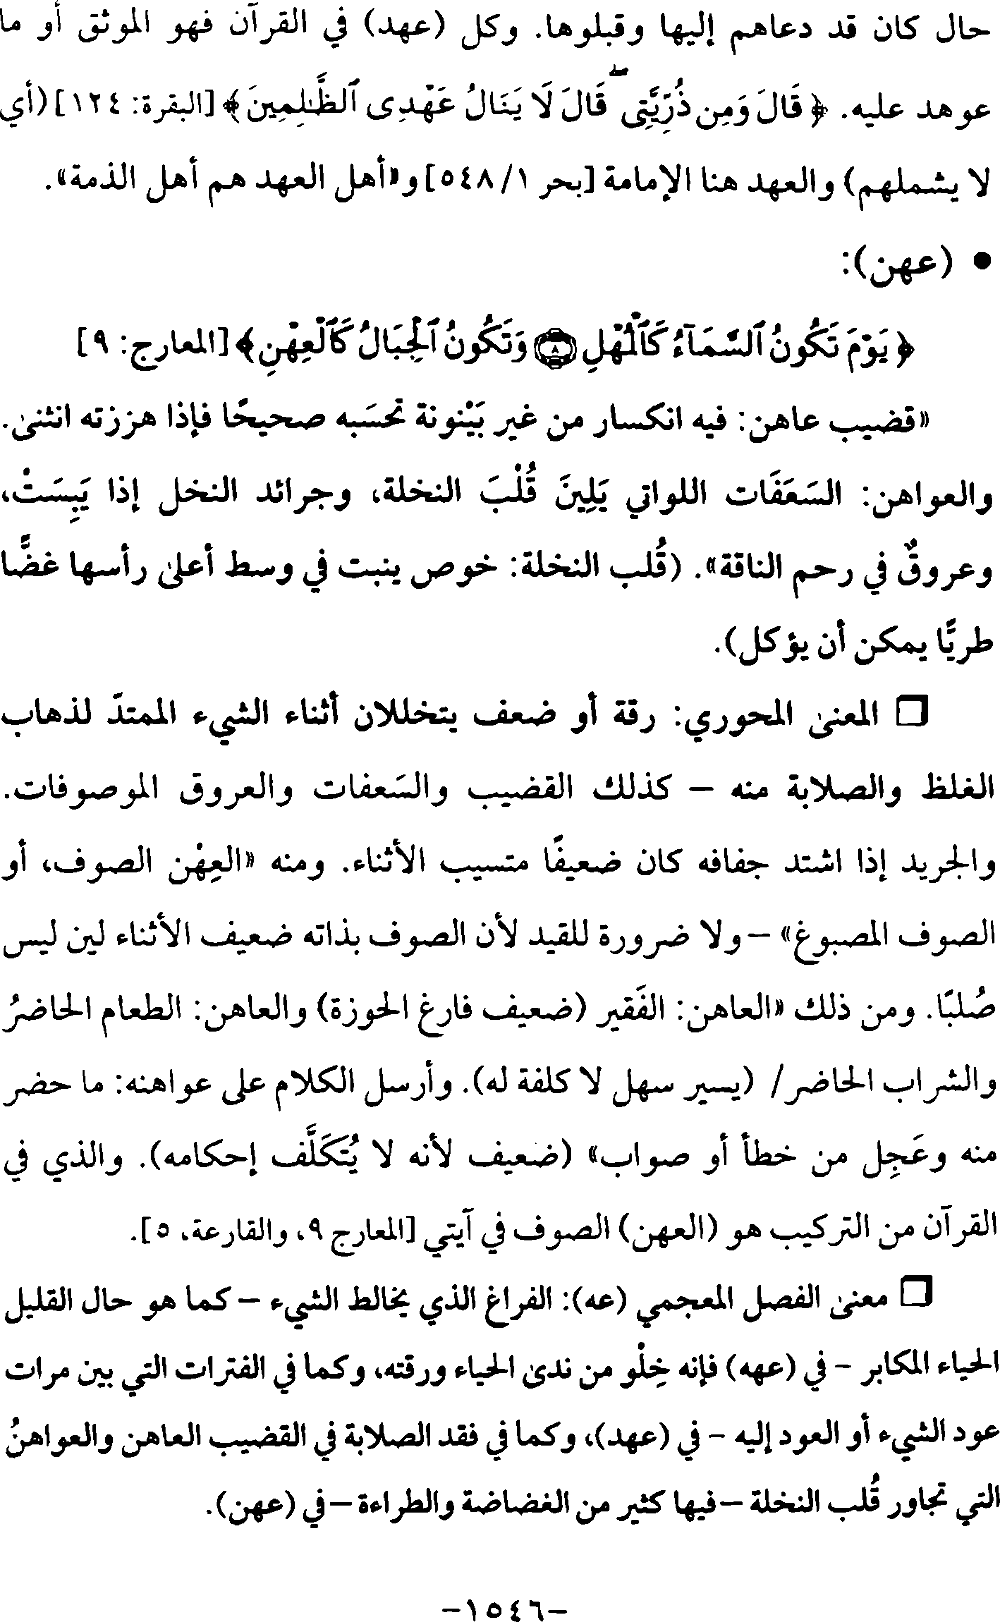 حال كان قد دعاهم إليها وقبلوها. وكل (عهد) في القرآن فهو الموثق أو ما
عوهد عليه. ﴿ قَالَ وَمِن ذُرِّيَّتِى ۖ قَالَ لَا يَنَالُ عَهْدِى ٱلظَّٰلِمِينَ ﴾ [البقرة: ١٢٤] (أي
لا يشملهم) والعهد هنا الإمامة [بحر ١/ ٥٤٨] و«أهل العهد هم أهل الذمة».
• (عهن):
﴿ يَوْمَ تَكُونُ ٱلسَّمَآءُ كَٱلْمُهْلِ ۝٨ وَتَكُونُ ٱلْجِبَالُ كَٱلْعِهْنِ ﴾ [المعارج: ٩]
«قضيب عاهن: فيه انكسار من غير بَيْنونة تحسَبه صحيحًا فإذا هززته انثنىٰ.
والعواهن: السَعَفَات اللواتي يَلِينَ قُلْبَ النخلة، وجرائد النخل إذا يَبِسَتْ،
وعروقٌ في رحم الناقة». (قُلب النخلة: خوص ينبت في وسط أعلىٰ رأسها غضًّا
طريًّا يمكن أن يؤكل).
❒ المعنىٰ المحوري: رقة أو ضعف يتخللان أثناء الشيء الممتدّ لذهاب
الغلظ والصلابة منه – كذلك القضيب والسَعفات والعروق الموصوفات.
والجريد إذا اشتد جفافه كان ضعيفًا متسيب الأثناء. ومنه «العِهْن الصوف، أو
الصوف المصبوغ» – ولا ضرورة للقيد لأن الصوف بذاته ضعيف الأثناء لين ليس
صُلبًا. ومن ذلك «العاهن: الفَقير (ضعيف فارغ الحوزة) والعاهن: الطعام الحاضرُ
والشراب الحاضر/ (يسير سهل لا كلفة له). وأرسل الكلام على عواهنه: ما حضر
منه وعَجِل من خطأ أو صواب» (ضعيف لأنه لا يُتَكَلَّف إحكامه). والذي في
القرآن من التركيب هو (العهن) الصوف في آيتي [المعارج ٩، والقارعة، ٥].
❒ معنىٰ الفصل المعجمي (عه): الفراغ الذي يخالط الشيء – كما هو حال القليل
الحياء المكابر – في (عهه) فإنه خِلْو من ندىٰ الحياء ورقته، وكما في الفترات التي بين مرات
عود الشيء أو العود إليه – في (عهد)، وكما في فقد الصلابة في القضيب العاهن والعواهنُ
التي تجاور قُلب النخلة – فيها كثير من الغضاضة والطراءة – في (عهن).
–١٥٤٦–